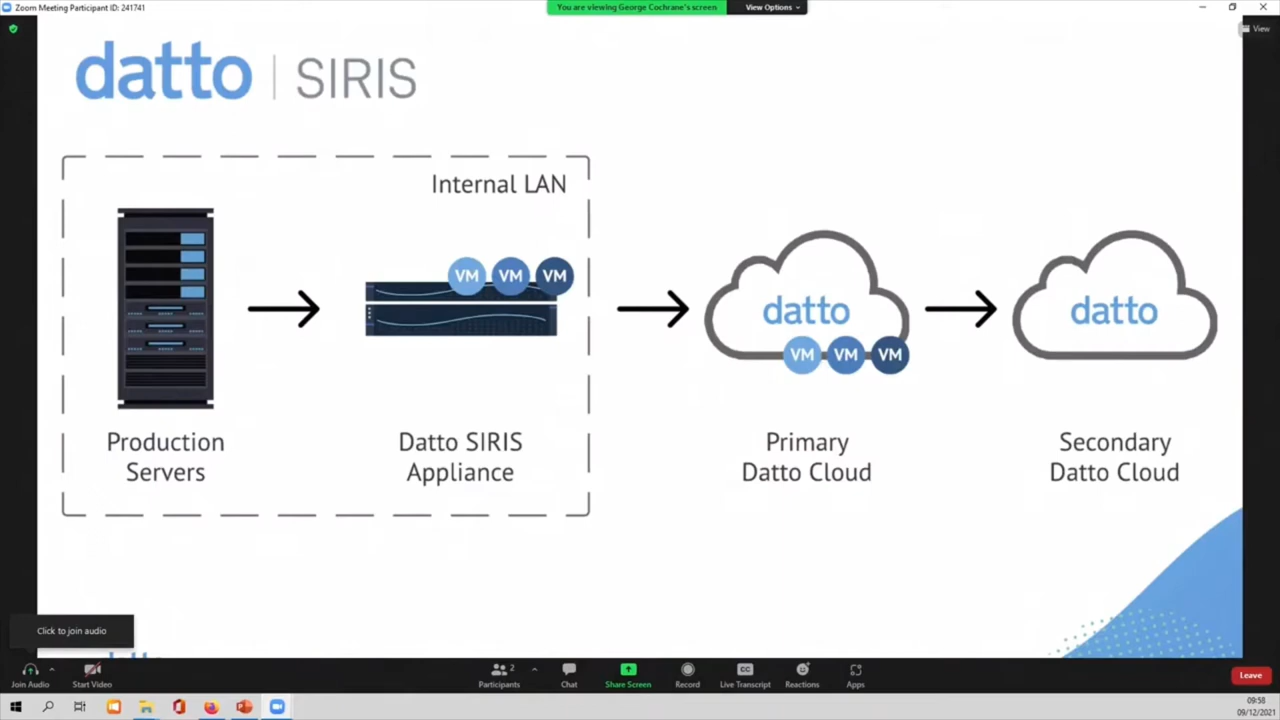 Zoom Meeting Participant ID: 241741
You are viewing George Cochrane's screen
View Options
View
datto | SIRIS
Internal LAN
VM VM VM
datto
VM VM VM
datto
Production
Servers
Datto SIRIS
Appliance
Primary
Datto Cloud
Secondary
Datto Cloud
Click to join audio
datto
Join Audio
Start Video
2
Participants
Chat
Share Screen
Record
CC
Live Transcript
Reactions
Apps
Leave
09:58
09/12/2021